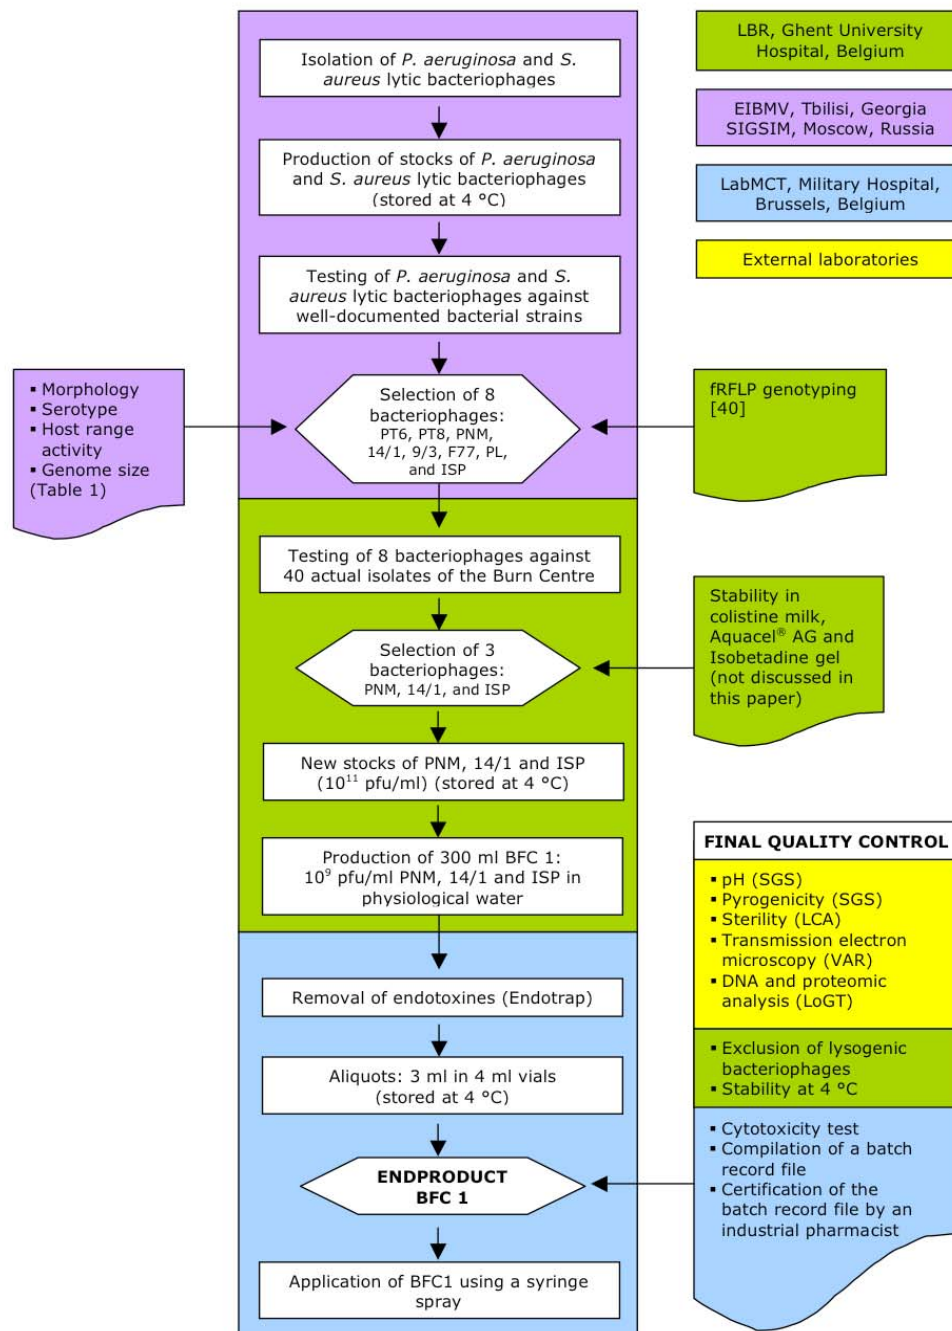 Isolation of P. aeruginosa and S.
aureus lytic bacteriophages
Production of stocks of P. aeruginosa
and S. aureus lytic bacteriophages
(stored at 4 °C)
Testing of P. aeruginosa and S.
aureus lytic bacteriophages against
well-documented bacterial strains
Selection of 8
bacteriophages:
PT6, PT8, PNM,
14/1, 9/3, F77, PL,
and ISP
▪ Morphology
▪ Serotype
▪ Host range
activity
▪ Genome size
(Table 1)
fRFLP genotyping
[40]
LBR, Ghent University
Hospital, Belgium
EIBMV, Tbilisi, Georgia
SIGSIM, Moscow, Russia
LabMCT, Military Hospital,
Brussels, Belgium
External laboratories
Testing of 8 bacteriophages against
40 actual isolates of the Burn Centre
Selection of 3
bacteriophages:
PNM, 14/1, and ISP
Stability in
colistine milk,
Aquacel® AG and
Isobetadine gel
(not discussed in
this paper)
New stocks of PNM, 14/1 and ISP
(10¹¹ pfu/ml) (stored at 4 °C)
Production of 300 ml BFC 1:
10⁹ pfu/ml PNM, 14/1 and ISP in
physiological water
Removal of endotoxines (Endotrap)
Aliquots: 3 ml in 4 ml vials
(stored at 4 °C)
ENDPRODUCT
BFC 1
Application of BFC1 using a syringe
spray
FINAL QUALITY CONTROL
▪ pH (SGS)
▪ Pyrogenicity (SGS)
▪ Sterility (LCA)
▪ Transmission electron
microscopy (VAR)
▪ DNA and proteomic
analysis (LoGT)
▪ Exclusion of lysogenic
bacteriophages
▪ Stability at 4 °C
▪ Cytotoxicity test
▪ Compilation of a batch
record file
▪ Certification of the
batch record file by an
industrial pharmacist